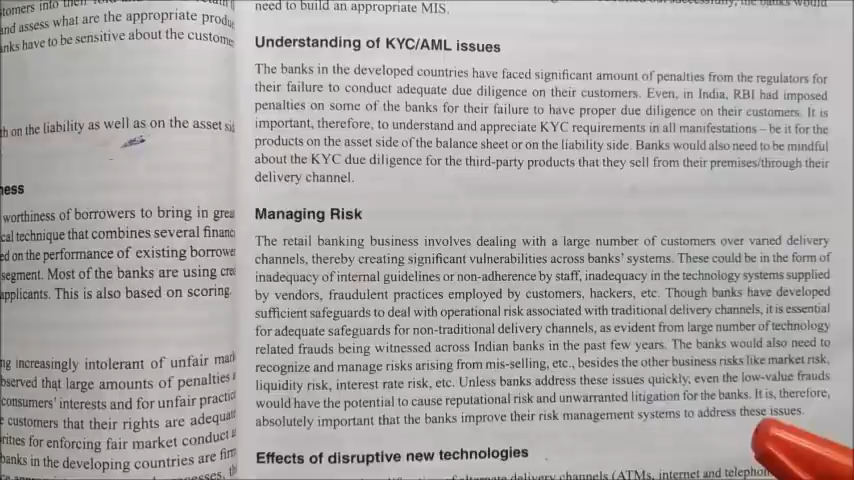 tomers into their
and assess what are the appropriate
anks have to be sensitive about the
th on the liability as well as on the asset
ness
worthiness of borrowers to bring in
cal technique that combines several
ed on the performance of existing
segment. Most of the banks are using
applicants. This is also based on scoring.
ng increasingly intolerant of unfair
bserved that large amounts of penalties
consumers' interests and for unfair
e customers that their rights are
rities for enforcing fair market conduct
banks in the developing countries are
need to build an appropriate MIS.
Understanding of KYC/AML issues
The banks in the developed countries have faced significant amount of penalties from the regulators for
their failure to conduct adequate due diligence on their customers. Even, in India, RBI had imposed
penalties on some of the banks for their failure to have proper due diligence on their customers. It is
important, therefore, to understand and appreciate KYC requirements in all manifestations – be it for the
products on the asset side of the balance sheet or on the liability side. Banks would also need to be mindful
about the KYC due diligence for the third-party products that they sell from their premises/through their
delivery channel.
Managing Risk
The retail banking business involves dealing with a large number of customers over varied delivery
channels, thereby creating significant vulnerabilities across banks' systems. These could be in the form of
inadequacy of internal guidelines or non-adherence by staff, inadequacy in the technology systems supplied
by vendors, fraudulent practices employed by customers, hackers, etc. Though banks have developed
sufficient safeguards to deal with operational risk associated with traditional delivery channels, it is essential
for adequate safeguards for non-traditional delivery channels, as evident from large number of technology
related frauds being witnessed across Indian banks in the past few years. The banks would also need to
recognize and manage risks arising from mis-selling, etc., besides the other business risks like market risk,
liquidity risk, interest rate risk, etc. Unless banks address these issues quickly, even the low-value frauds
would have the potential to cause reputational risk and unwarranted litigation for the banks. It is, therefore,
absolutely important that the banks improve their risk management systems to address these issues.
Effects of disruptive new technologies
delivery channels (ATMs, internet and